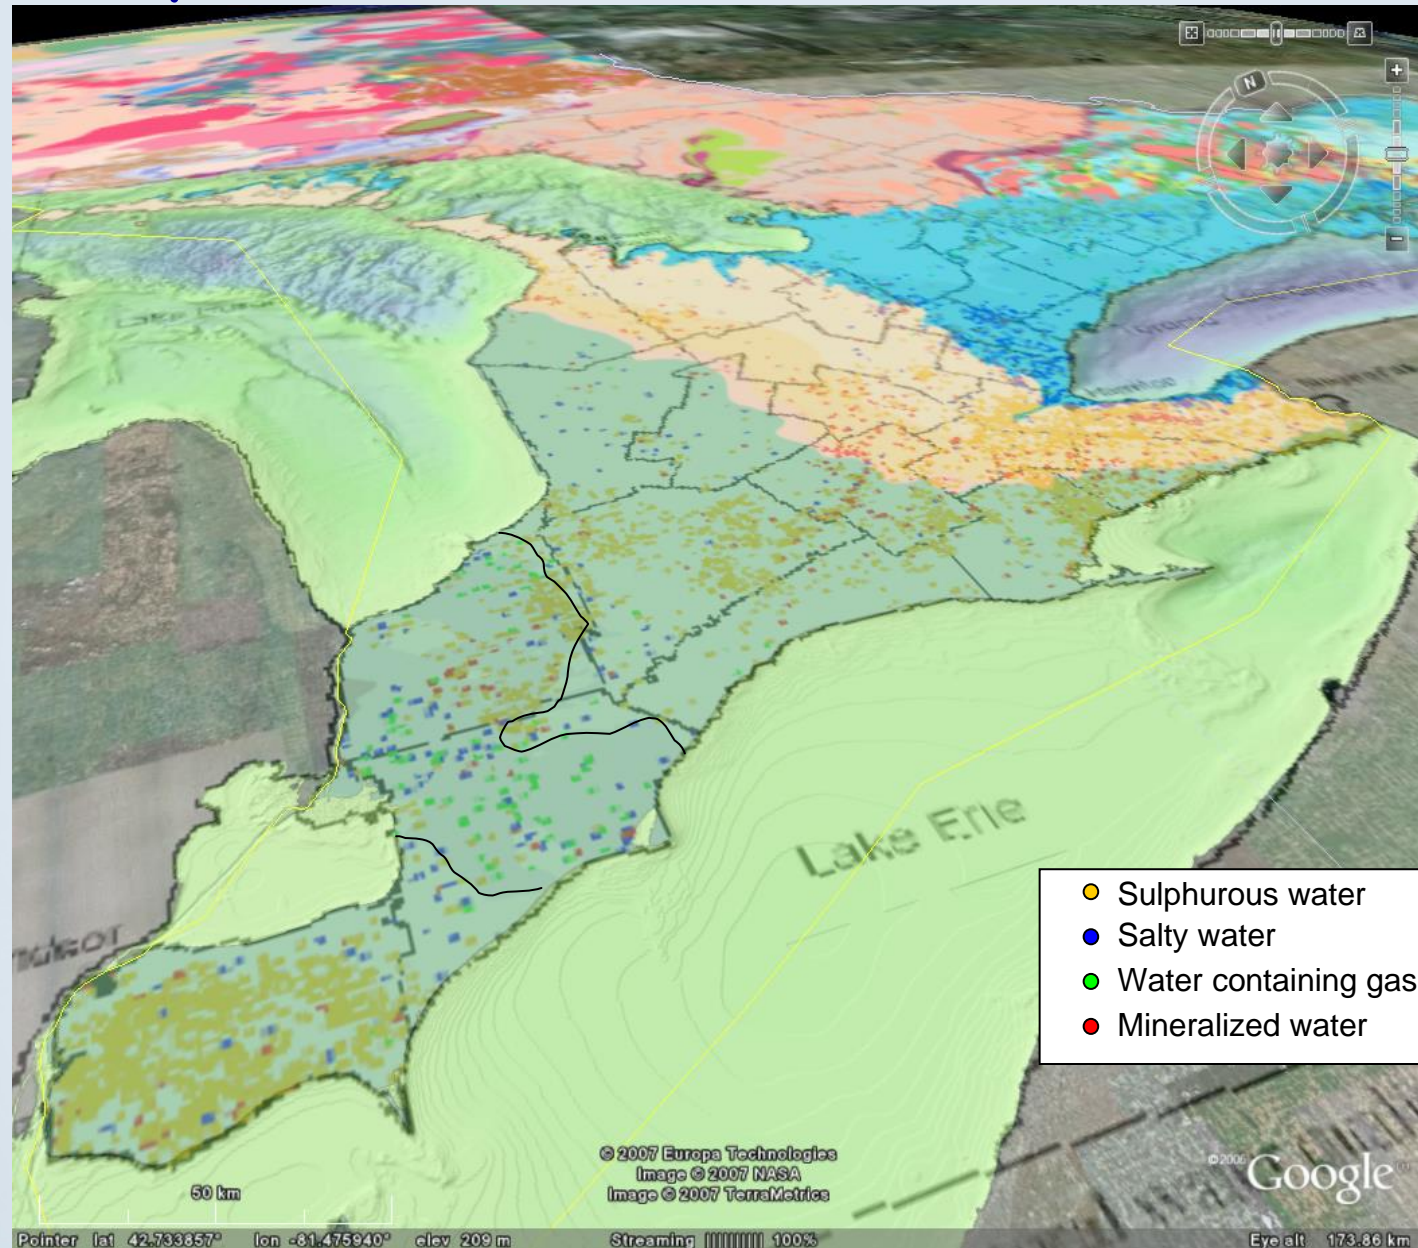 Lake Erie
Sulphurous water
Salty water
Water containing gas
Mineralized water
© 2007 Europa Technologies
Image © 2007 NASA
Image © 2007 TerraMetrics
©2006 Google
50 km
Pointer lat 42.733857° lon -81.475940° elev 209 m Streaming |||||||||| 100% Eye alt 173.86 km
N